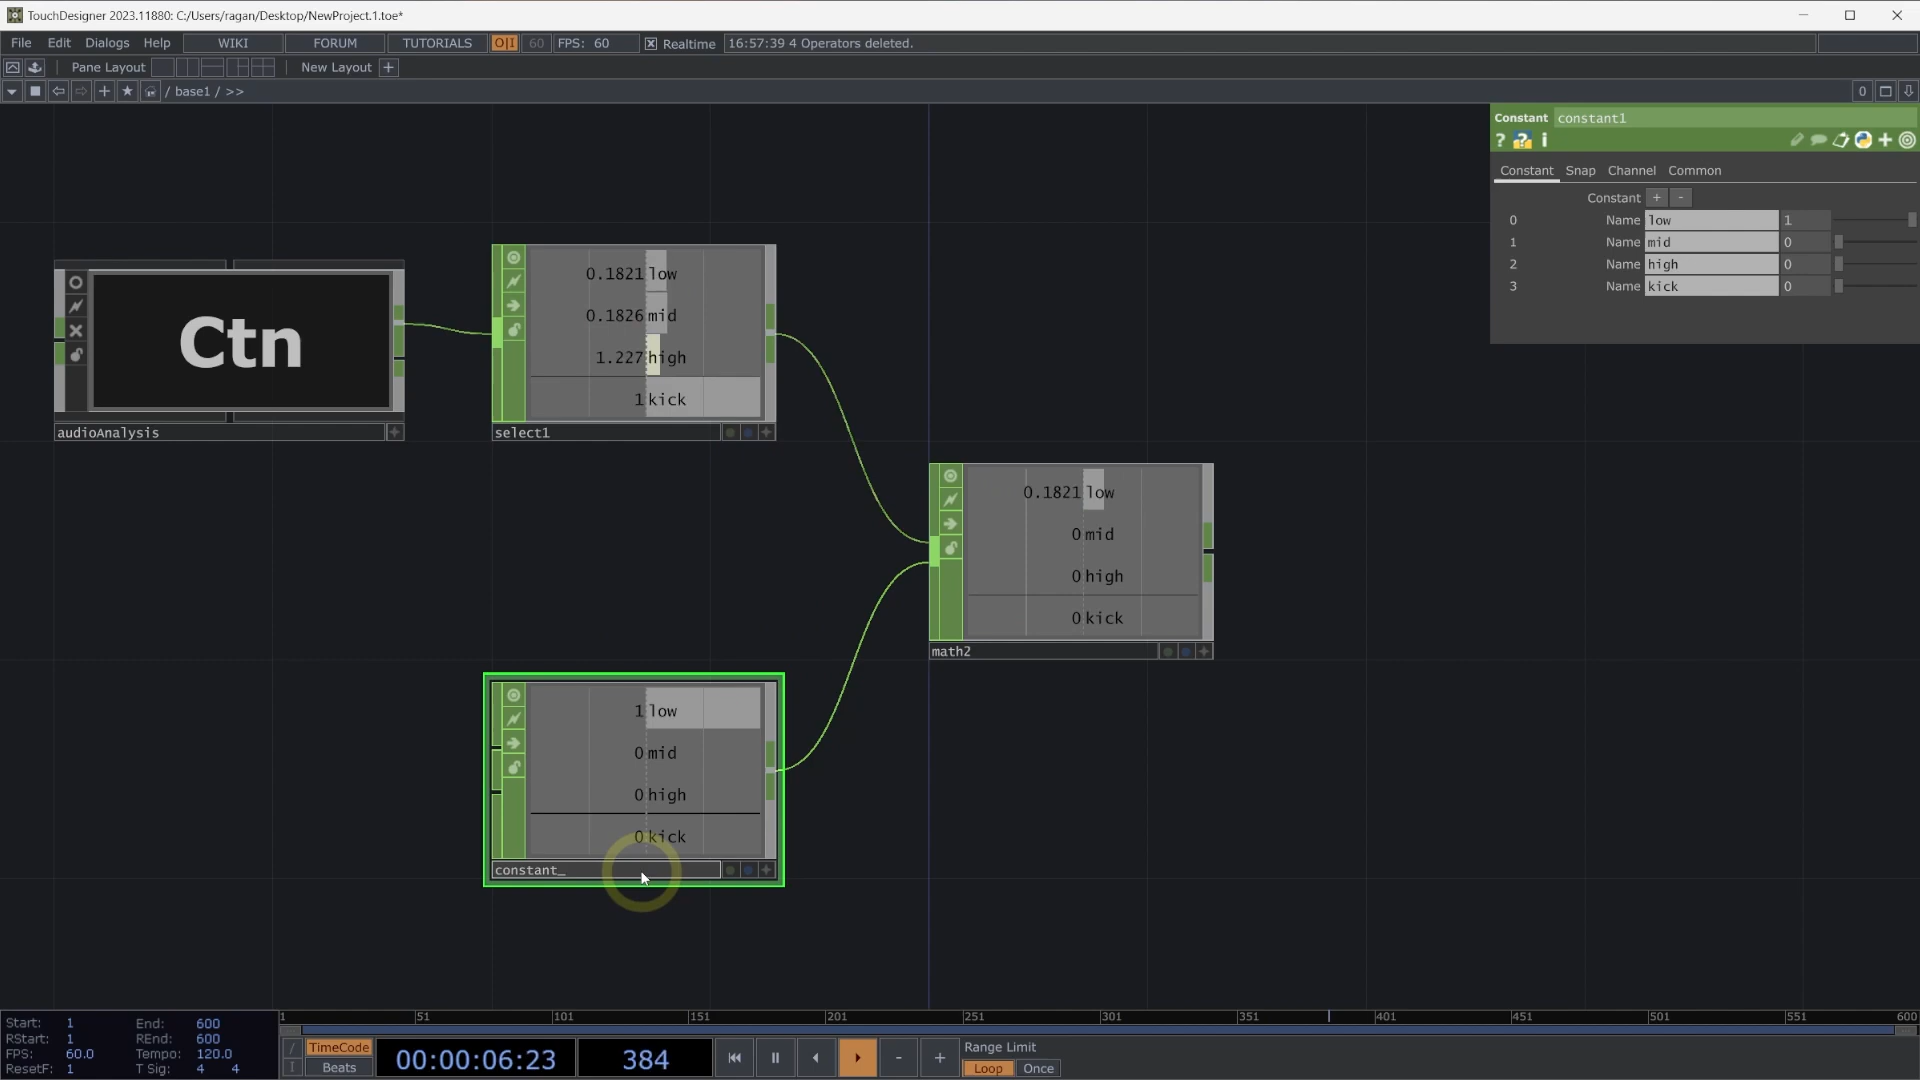 TouchDesigner 2023.11880: C:/Users/ragan/Desktop/NewProject.1.toe*
File Edit Dialogs Help WIKI FORUM TUTORIALS O|I 60 FPS: 60 Realtime 16:57:39 4 Operators deleted.
Pane Layout New Layout +
/ base1 / >> 0
Constant constant1
? ? i
Constant Snap Channel Common
Constant + -
0 Name low 1
1 Name mid 0
2 Name high 0
3 Name kick 0
Ctn
audioAnalysis
0.1821 low
0.1826 mid
1.227 high
1 kick
select1
0.1821 low
0 mid
0 high
0 kick
math2
1 low
0 mid
0 high
0 kick
constant_
1 51 101 151 201 251 301 351 401 451 501 551 600
Start: 1 End: 600
RStart: 1 REnd: 600
FPS: 60.0 Tempo: 120.0
ResetF: 1 T Sig: 4 4
/ TimeCode
I Beats
00:00:06:23 384
- +
Range Limit
Loop Once